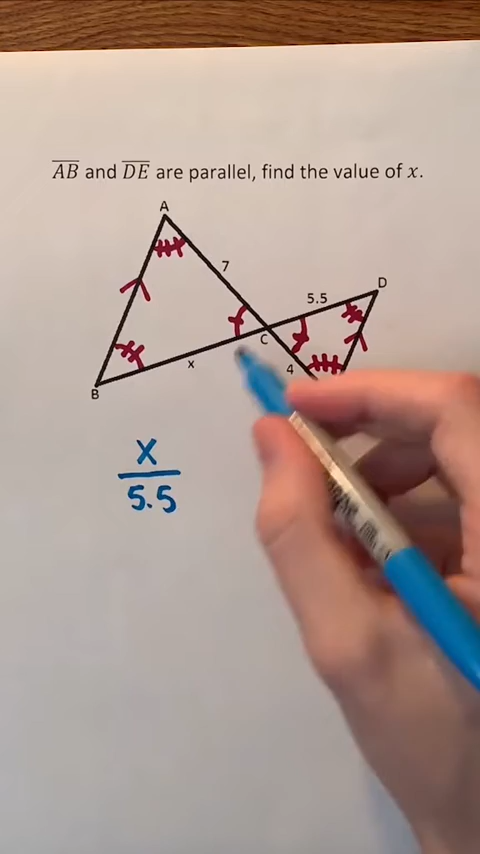 AB and DE are parallel, find the value of x.
A
7
D
5.5
C
x
4
B
x
5.5